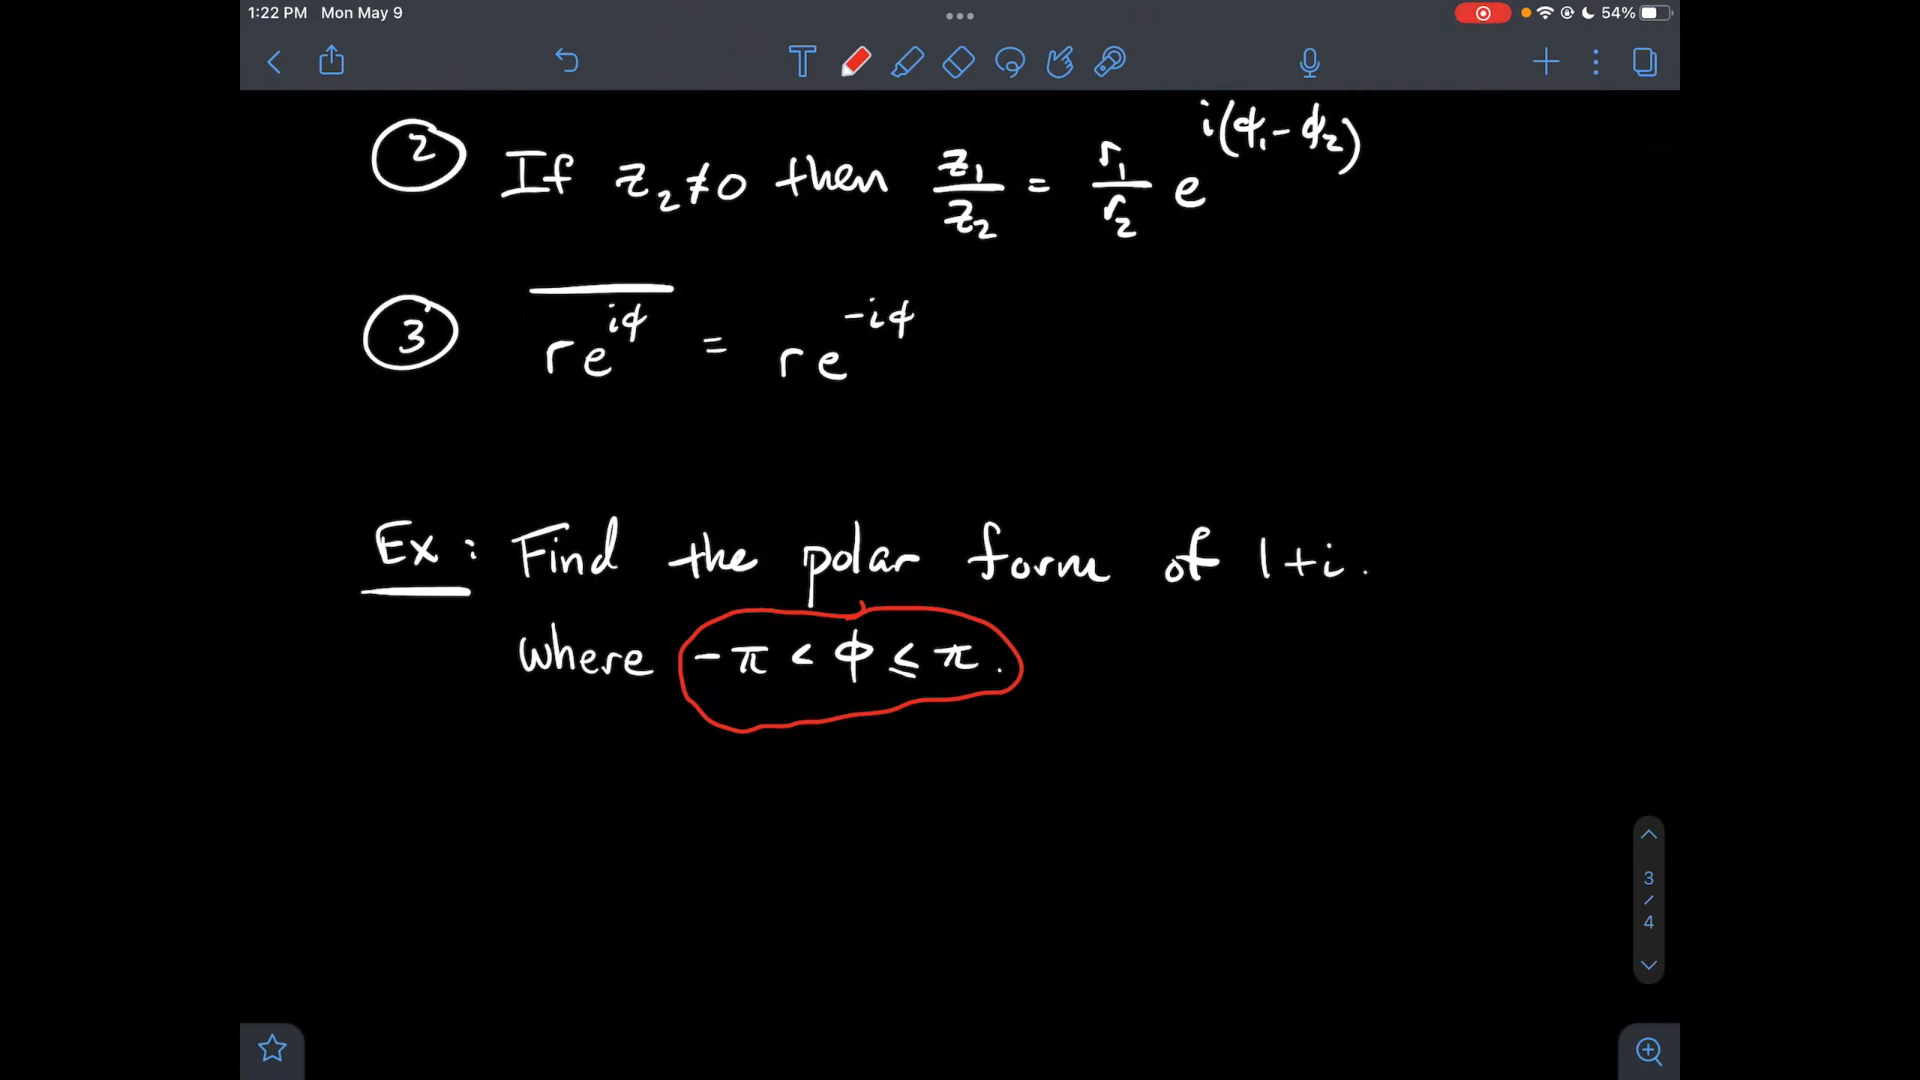 1:22 PM Mon May 9
54%
T
② If z₂≠0 then z₁/z₂ = r₁/r₂ e^{i(ϕ₁-ϕ₂)}
③ \overline{re^{iϕ}} = re^{-iϕ}
Ex: Find the polar form of 1+i.
where -π < ϕ ≤ π.
3
/
4